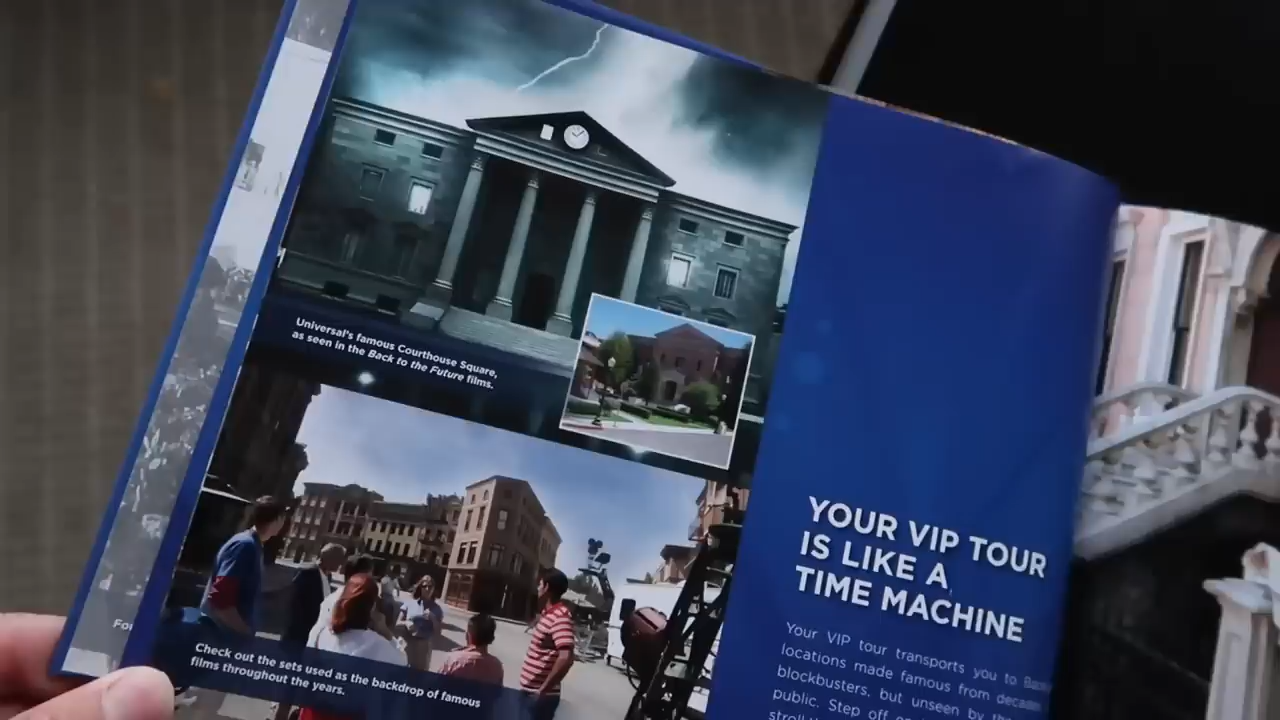 Universal's famous Courthouse Square,
as seen in the Back to the Future films.
Check out the sets used as the backdrop of famous
films throughout the years.
YOUR VIP TOUR
IS LIKE A
TIME MACHINE
Your VIP tour transports you to
locations made famous from
blockbusters, but unseen by
public. Step off